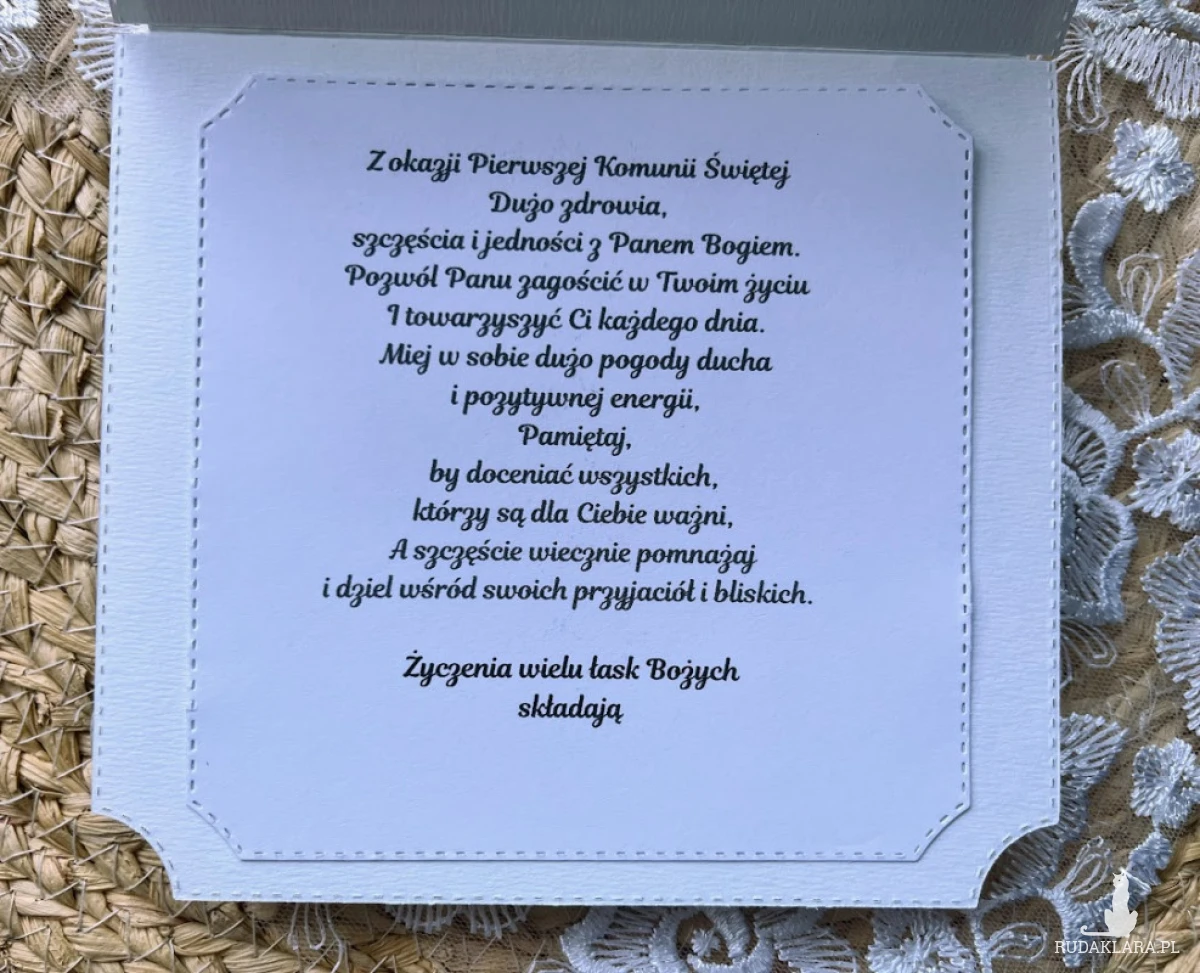 Z okazji Pierwszej Komunii Świętej
Dużo zdrowia,
szczęścia i jedności z Panem Bogiem.
Pozwól Panu zagościć w Twoim życiu
I towarzyszyć Ci każdego dnia.
Miej w sobie dużo pogody ducha
i pozytywnej energii,
Pamiętaj,
by doceniać wszystkich,
którzy są dla Ciebie ważni,
A szczęście wiecznie pomnażaj
i dziel wśród swoich przyjaciół i bliskich.
Życzenia wielu łask Bożych
składają
RUDAKLARA.PL